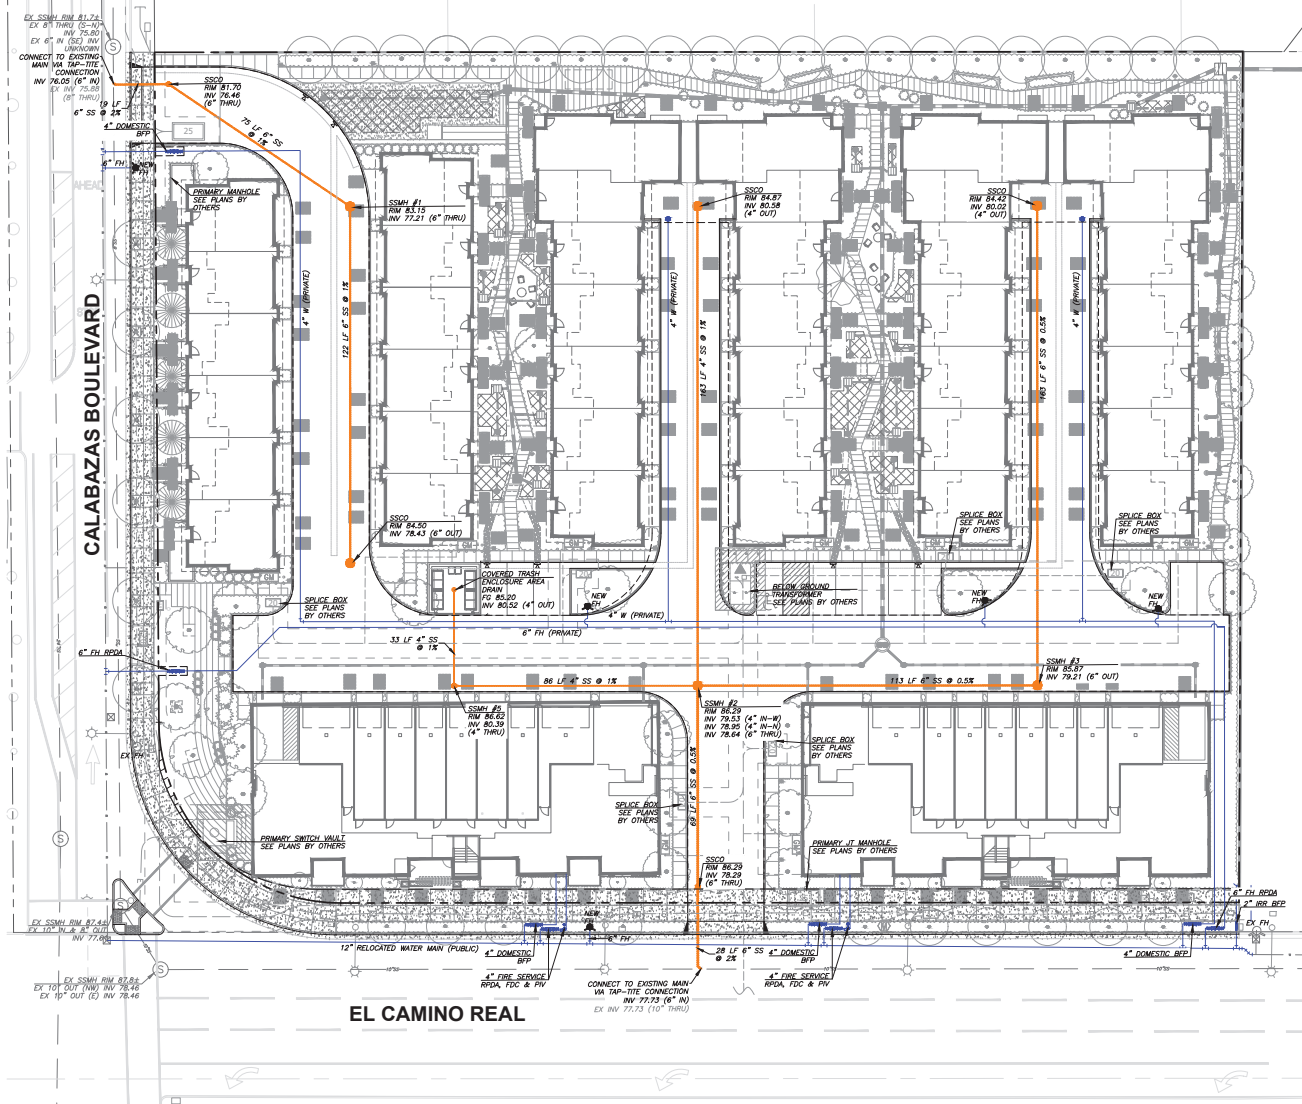 EX SSMH RIM 81.7±
EX 8" THRU (S-N)
INV 75.80
EX 6" IN (SE) INV
UNKNOWN
CONNECT TO EXISTING
MAIN VIA TAP-TITE
CONNECTION
INV 76.05 (6" IN)
EX INV 75.88
(8" THRU)
S
19 LF
6" SS @ 2%
4" DOMESTIC
BFP
6" FH
NEW
FH
AHEAD
25
SSCO
RIM 81.70
INV 76.46
(6" THRU)
75 LF 6" SS
@ 1%
PRIMARY MANHOLE
SEE PLANS BY
OTHERS
SSMH #1
RIM 83.15
INV 77.21 (6" THRU)
SSCO
RIM 84.87
INV 80.58
(4" OUT)
SSCO
RIM 84.42
INV 80.02
(4" OUT)
4" W (PRIVATE)
122 LF 6" SS @ 1%
4" W (PRIVATE)
163 LF 4" SS @ 1%
163 LF 6" SS @ 0.5%
4" W (PRIVATE)
CALABAZAS BOULEVARD
SSCO
RIM 84.50
INV 78.43 (6" OUT)
SPLICE BOX
SEE PLANS
BY OTHERS
SPLICE BOX
SEE PLANS
BY OTHERS
GM
GM
COVERED TRASH
ENCLOSURE AREA
DRAIN
FG 85.20
INV 80.52 (4" OUT)
SPLICE BOX
SEE PLANS
BY OTHERS
NEW
FH
BELOW GROUND
TRANSFORMER
SEE PLANS BY OTHERS
NEW
FH
NEW
FH
4" W (PRIVATE)
6" FH (PRIVATE)
33 LF 4" SS
@ 1%
6" FH RPDA
86 LF 4" SS @ 1%
113 LF 6" SS @ 0.5%
SSMH #3
RIM 85.87
INV 79.21 (6" OUT)
SSMH #5
RIM 86.62
INV 80.39
(4" THRU)
SSMH #2
RIM 86.29
INV 79.53 (4" IN-W)
INV 78.95 (4" IN-N)
INV 78.64 (6" THRU)
SPLICE BOX
SEE PLANS
BY OTHERS
EX FH
69 LF 6" SS @ 0.5%
SPLICE BOX
SEE PLANS
BY OTHERS
PRIMARY SWITCH VAULT
SEE PLANS BY OTHERS
PRIMARY JT MANHOLE
SEE PLANS BY OTHERS
S
SSCO
RIM 86.29
INV 78.29
(6" THRU)
6" FH RPDA
2" IRR BFP
EX FH
EX SSMH RIM 87.4±
EX 10" IN & 8" OUT
NEW
FH
6" FH
12" RELOCATED WATER MAIN (PUBLIC)
4" DOMESTIC
BFP
28 LF 6" SS
@ 2%
4" DOMESTIC
BFP
4" DOMESTIC BFP
S
EX SSMH RIM 87.8±
EX 10" OUT (NW) INV 78.46
EX 10" OUT (E) INV 78.46
4" FIRE SERVICE
RPDA, FDC & PIV
4" FIRE SERVICE
RPDA, FDC & PIV
CONNECT TO EXISTING MAIN
VIA TAP-TITE CONNECTION
INV 77.73 (6" IN)
EX INV 77.73 (10" THRU)
EL CAMINO REAL